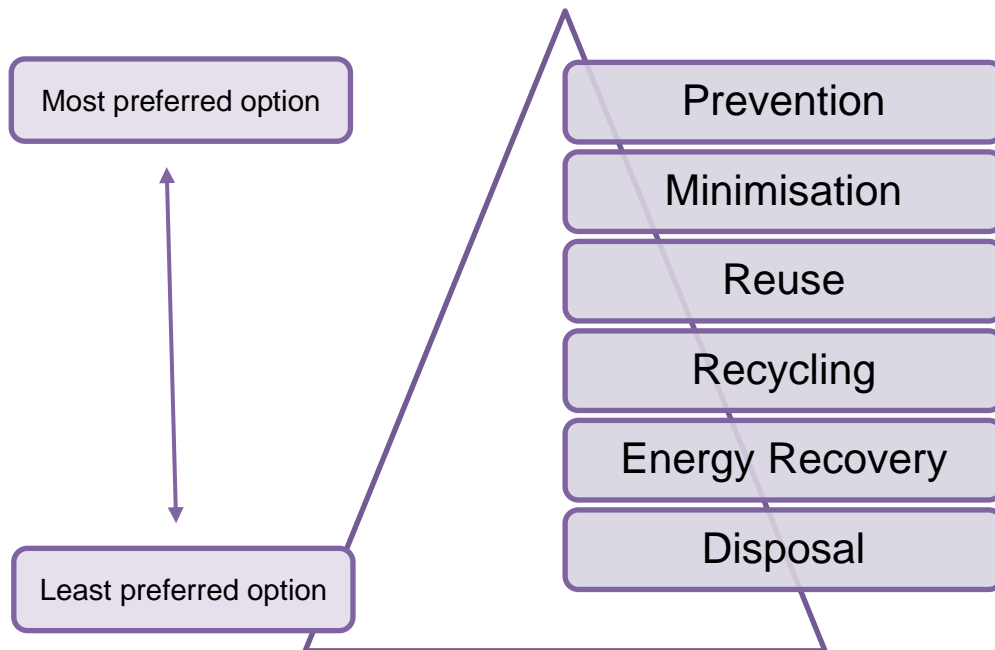 Most preferred option
Prevention
Minimisation
Reuse
Recycling
Energy Recovery
Disposal
Least preferred option